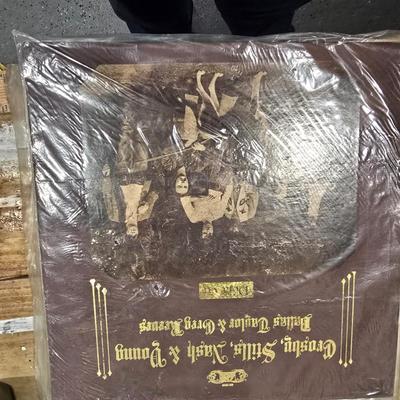 Crosby, Stills, Nash & Young
Dallas Taylor & Greg Reeves